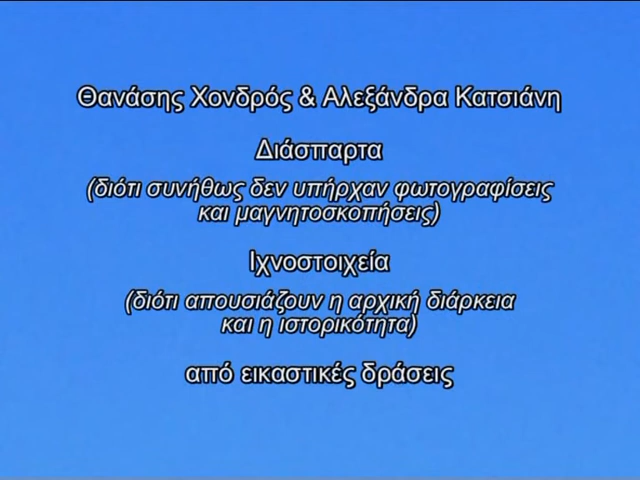 Θανάσης Χονδρός & Αλεξάνδρα Κατσιάνη
Διάσπαρτα
(διότι συνήθως δεν υπήρχαν φωτογραφίσεις
και μαγνητοσκοπήσεις)
Ιχνοστοιχεία
(διότι απουσιάζουν η αρχική διάρκεια
και η ιστορικότητα)
από εικαστικές δράσεις